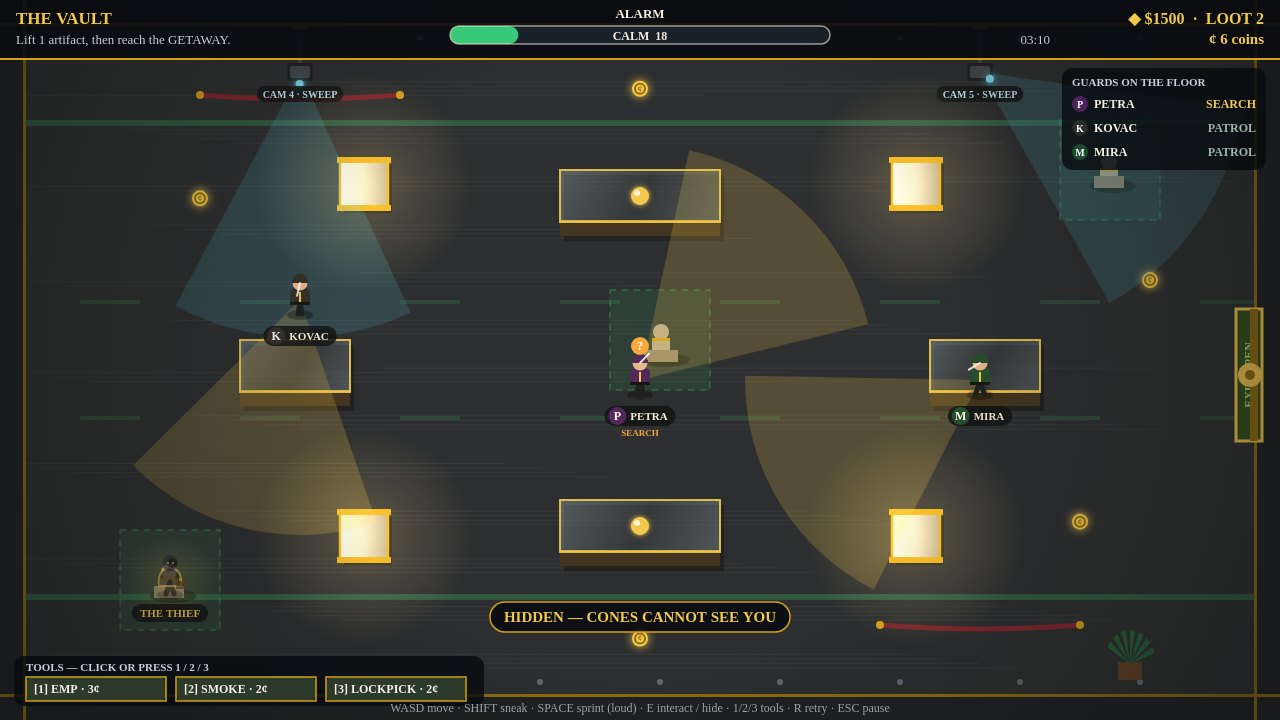 THE VAULT
Lift 1 artifact, then reach the GETAWAY.
ALARM
CALM 18
03:10
◆ $1500 · LOOT 2
¢ 6 coins
GUARDS ON THE FLOOR
P PETRA SEARCH
K KOVAC PATROL
M MIRA PATROL
CAM 4 · SWEEP
CAM 5 · SWEEP
K KOVAC
?
P PETRA
SEARCH
M MIRA
THE THIEF
HIDDEN — CONES CANNOT SEE YOU
TOOLS — CLICK OR PRESS 1 / 2 / 3
[1] EMP · 3¢
[2] SMOKE · 2¢
[3] LOCKPICK · 2¢
WASD move · SHIFT sneak · SPACE sprint (loud) · E interact / hide · 1/2/3 tools · R retry · ESC pause